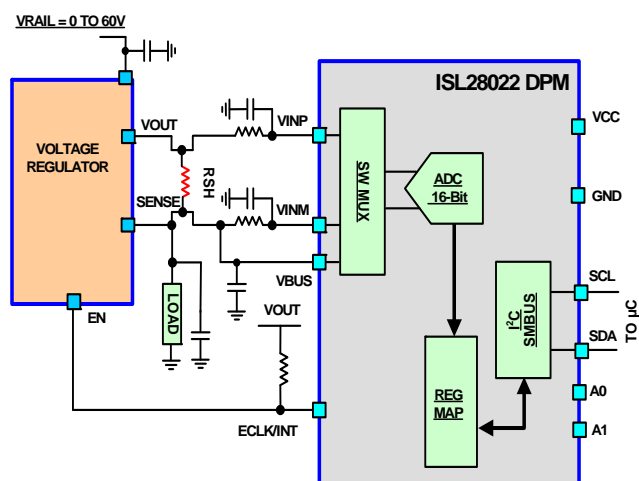 VRAIL = 0 TO 60V
ISL28022 DPM
VOLTAGE
REGULATOR
VOUT
SENSE
EN
RSH
LOAD
VINP
VINM
VBUS
VOUT
ECLK/INT
SW MUX
ADC
16-Bit
REG
MAP
I²C
SMBUS
VCC
GND
SCL
SDA
A0
A1
TO µC